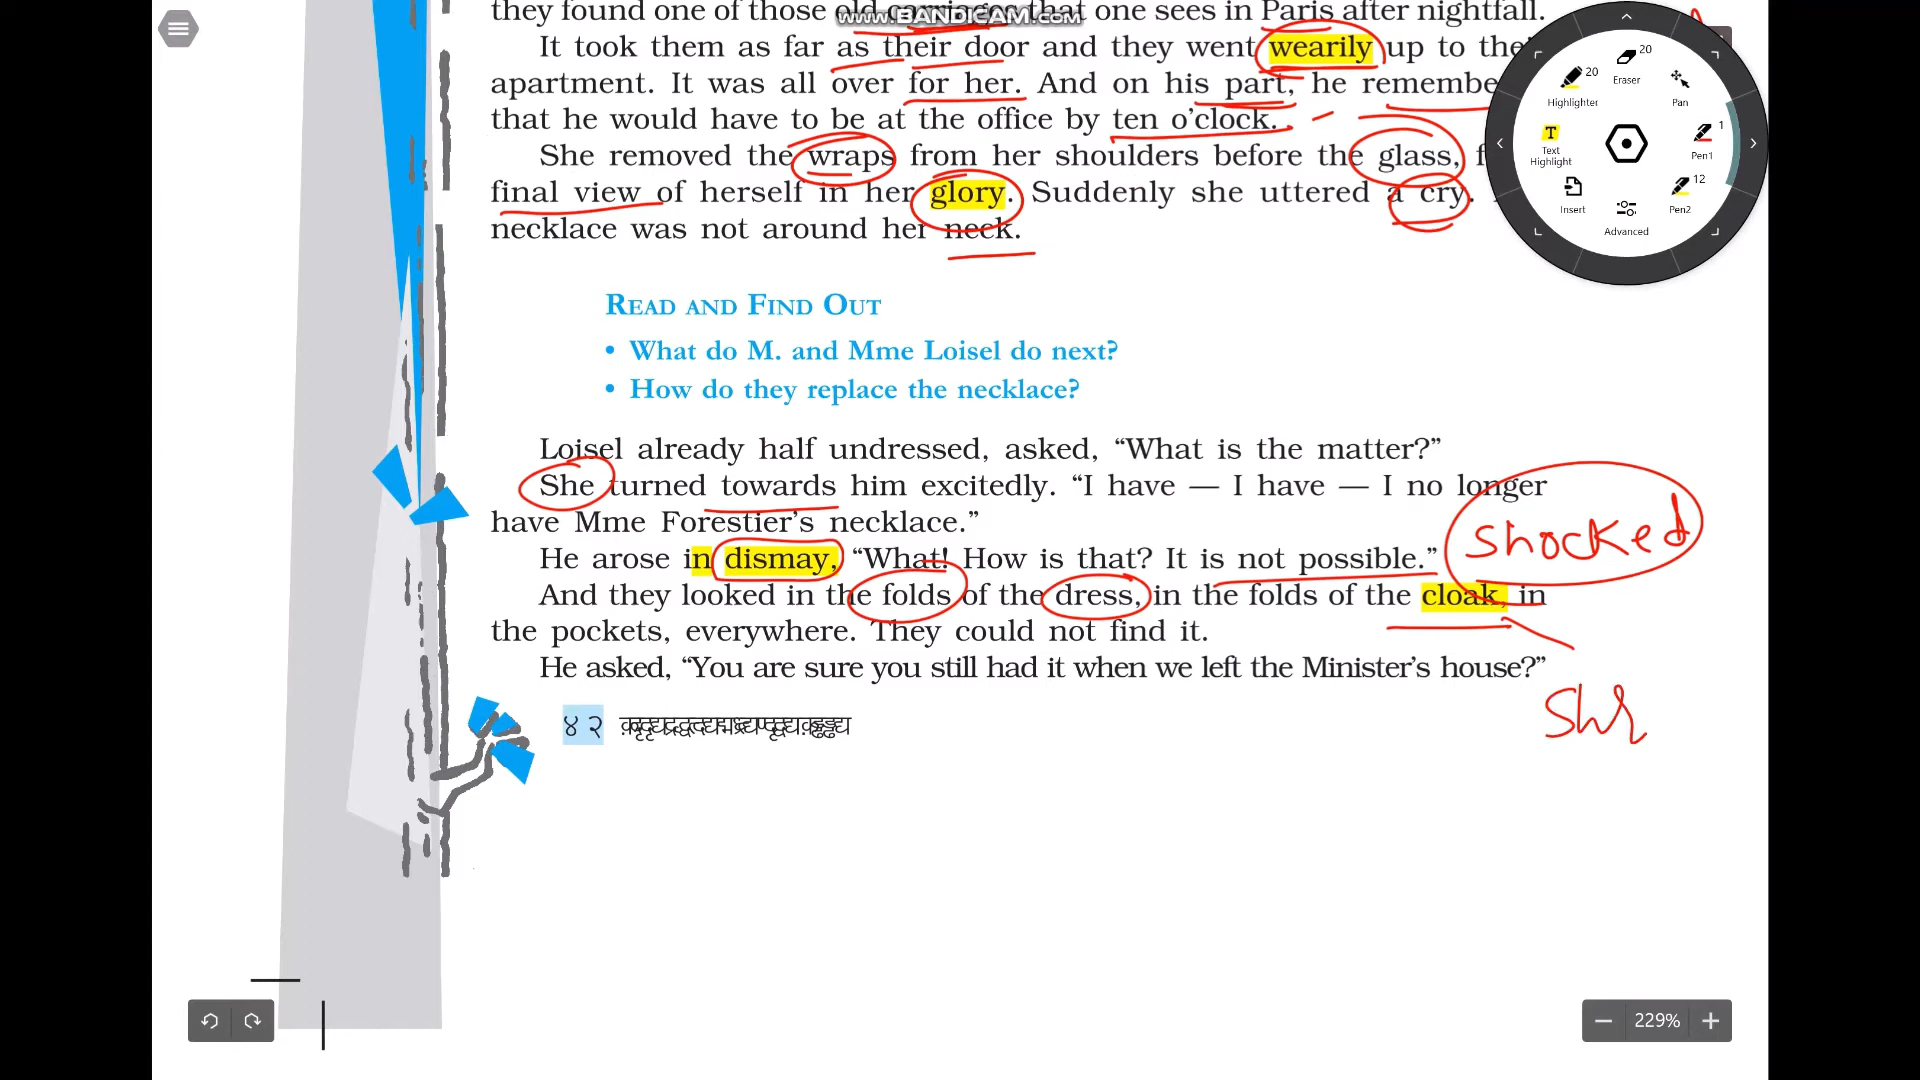 they found one of those old carriages that one sees in Paris after nightfall.
www.BANDICAM.com
It took them as far as their door and they went wearily up to their
apartment. It was all over for her. And on his part, he remembe
that he would have to be at the office by ten o’clock.
She removed the wraps from her shoulders before the glass, f
final view of herself in her glory. Suddenly she uttered a cry.
necklace was not around her neck.
20
Eraser
20
Highlighter
Pan
T
Text
Highlight
1
Pen1
Insert
12
Pen2
Advanced
READ AND FIND OUT
• What do M. and Mme Loisel do next?
• How do they replace the necklace?
Loisel already half undressed, asked, “What is the matter?”
She turned towards him excitedly. “I have — I have — I no longer
have Mme Forestier’s necklace.”
shocked
He arose in dismay, “What! How is that? It is not possible.”
And they looked in the folds of the dress, in the folds of the cloak, in
the pockets, everywhere. They could not find it.
He asked, “You are sure you still had it when we left the Minister’s house?”
४२
229%